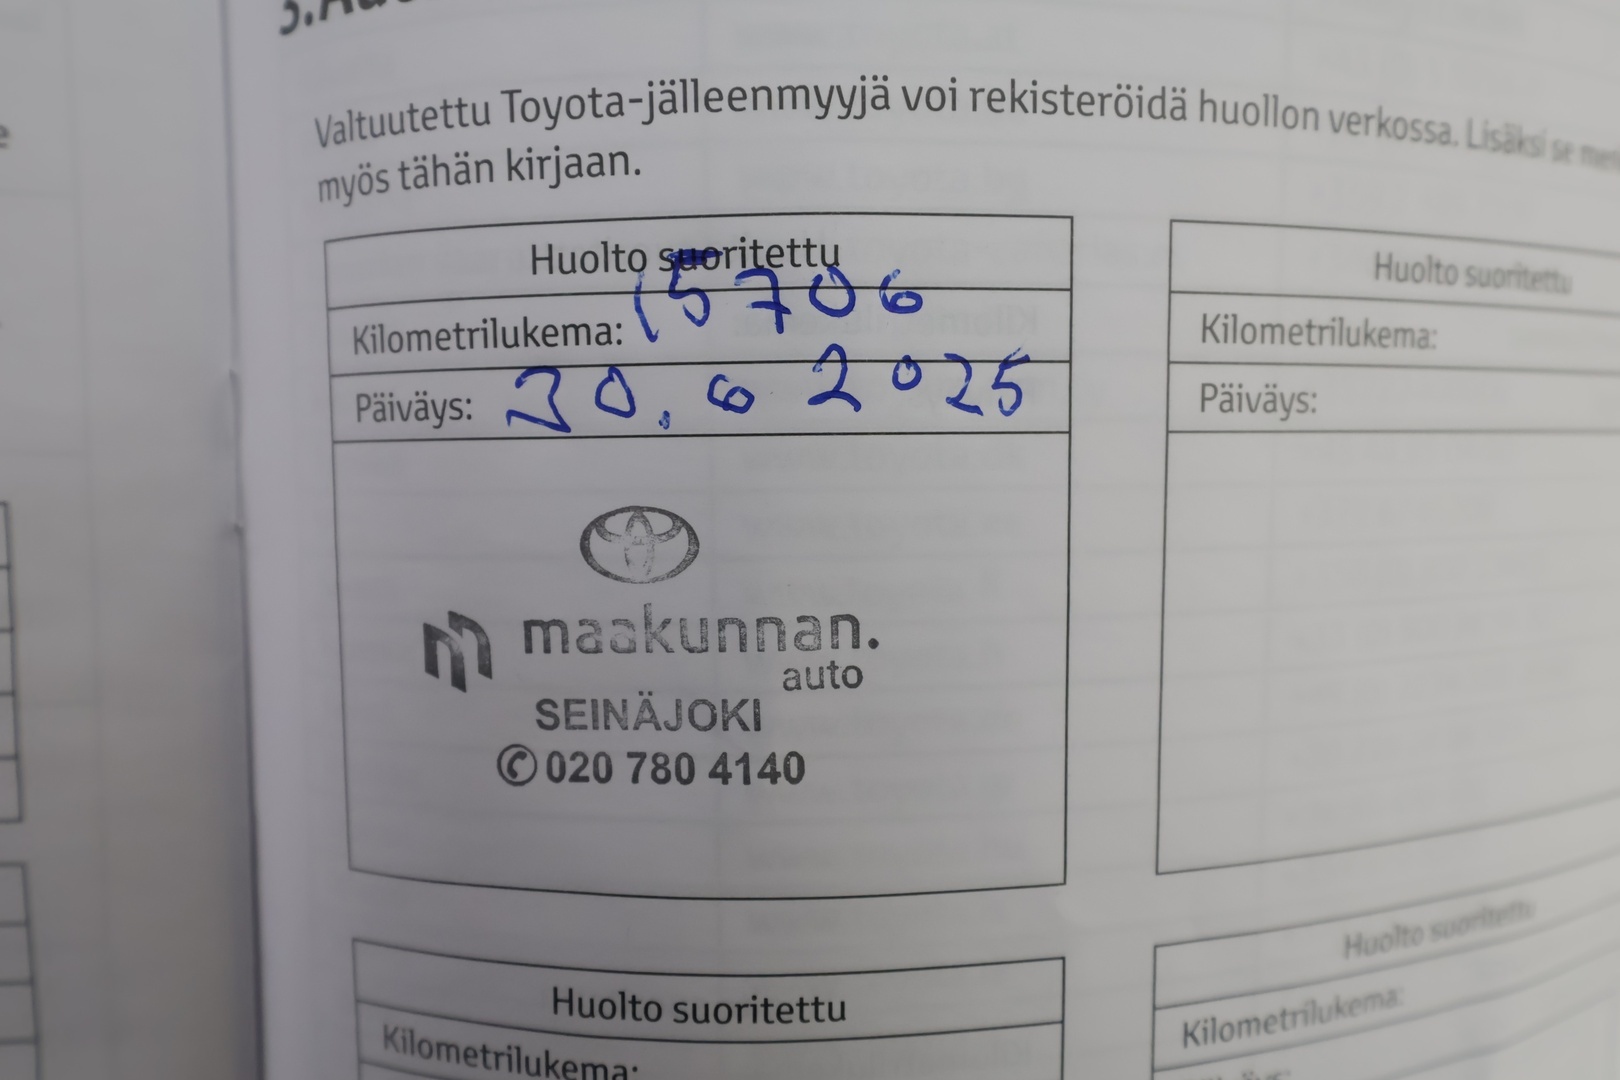 Valtuutettu Toyota-jälleenmyyjä voi rekisteröidä huollon verkossa. Lisäksi se
myös tähän kirjaan.
Huolto suoritettu
Kilometrilukema: 15706
Päiväys: 30.6 2025
maakunnan.
auto
SEINÄJOKI
✆ 020 780 4140
Huolto suoritettu
Kilometrilukema:
Päiväys:
Huolto suoritettu
Kilometrilukema:
Huolto suoritettu
Kilometrilukema: